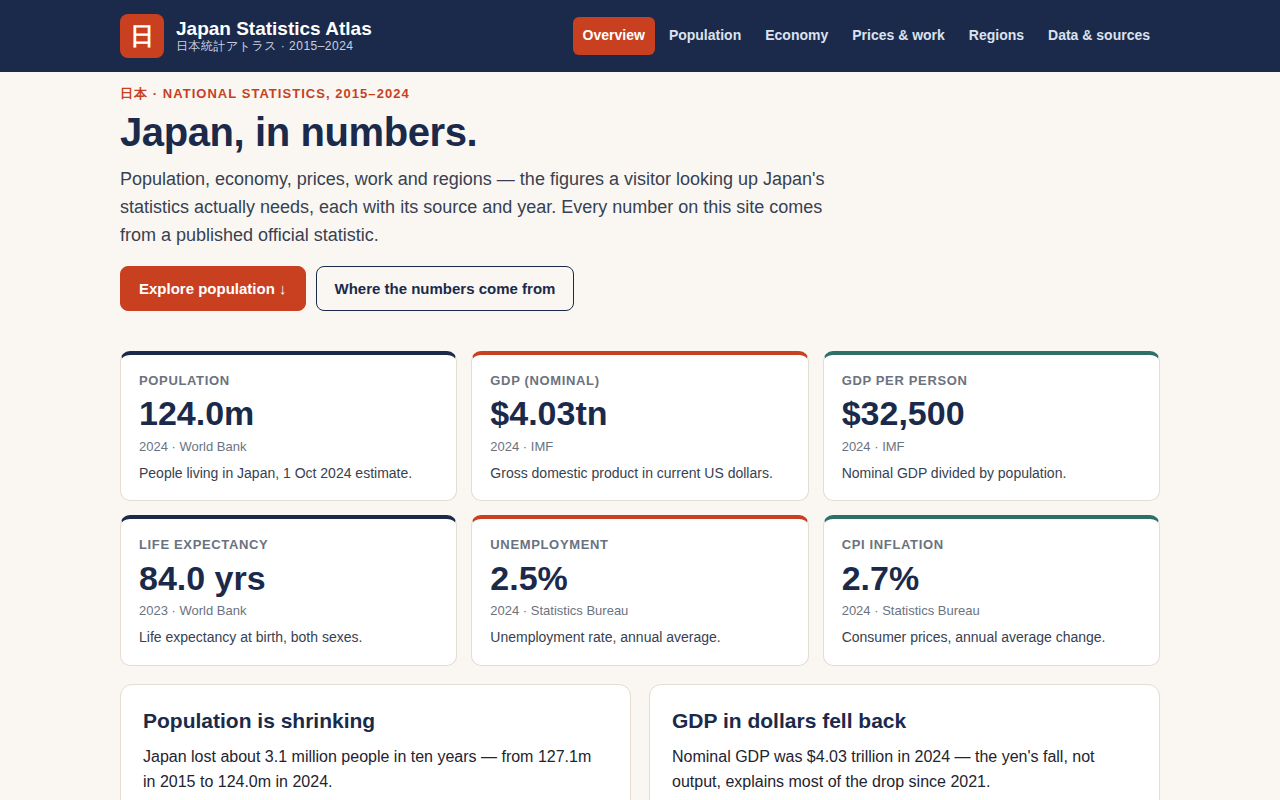 日
Japan Statistics Atlas
日本統計アトラス · 2015–2024
Overview
Population
Economy
Prices & work
Regions
Data & sources
日本 · NATIONAL STATISTICS, 2015–2024
Japan, in numbers.
Population, economy, prices, work and regions — the figures a visitor looking up Japan's
statistics actually needs, each with its source and year. Every number on this site comes
from a published official statistic.
Explore population ↓
Where the numbers come from
POPULATION
124.0m
2024 · World Bank
People living in Japan, 1 Oct 2024 estimate.
GDP (NOMINAL)
$4.03tn
2024 · IMF
Gross domestic product in current US dollars.
GDP PER PERSON
$32,500
2024 · IMF
Nominal GDP divided by population.
LIFE EXPECTANCY
84.0 yrs
2023 · World Bank
Life expectancy at birth, both sexes.
UNEMPLOYMENT
2.5%
2024 · Statistics Bureau
Unemployment rate, annual average.
CPI INFLATION
2.7%
2024 · Statistics Bureau
Consumer prices, annual average change.
Population is shrinking
Japan lost about 3.1 million people in ten years — from 127.1m
in 2015 to 124.0m in 2024.
GDP in dollars fell back
Nominal GDP was $4.03 trillion in 2024 — the yen's fall, not
output, explains most of the drop since 2021.